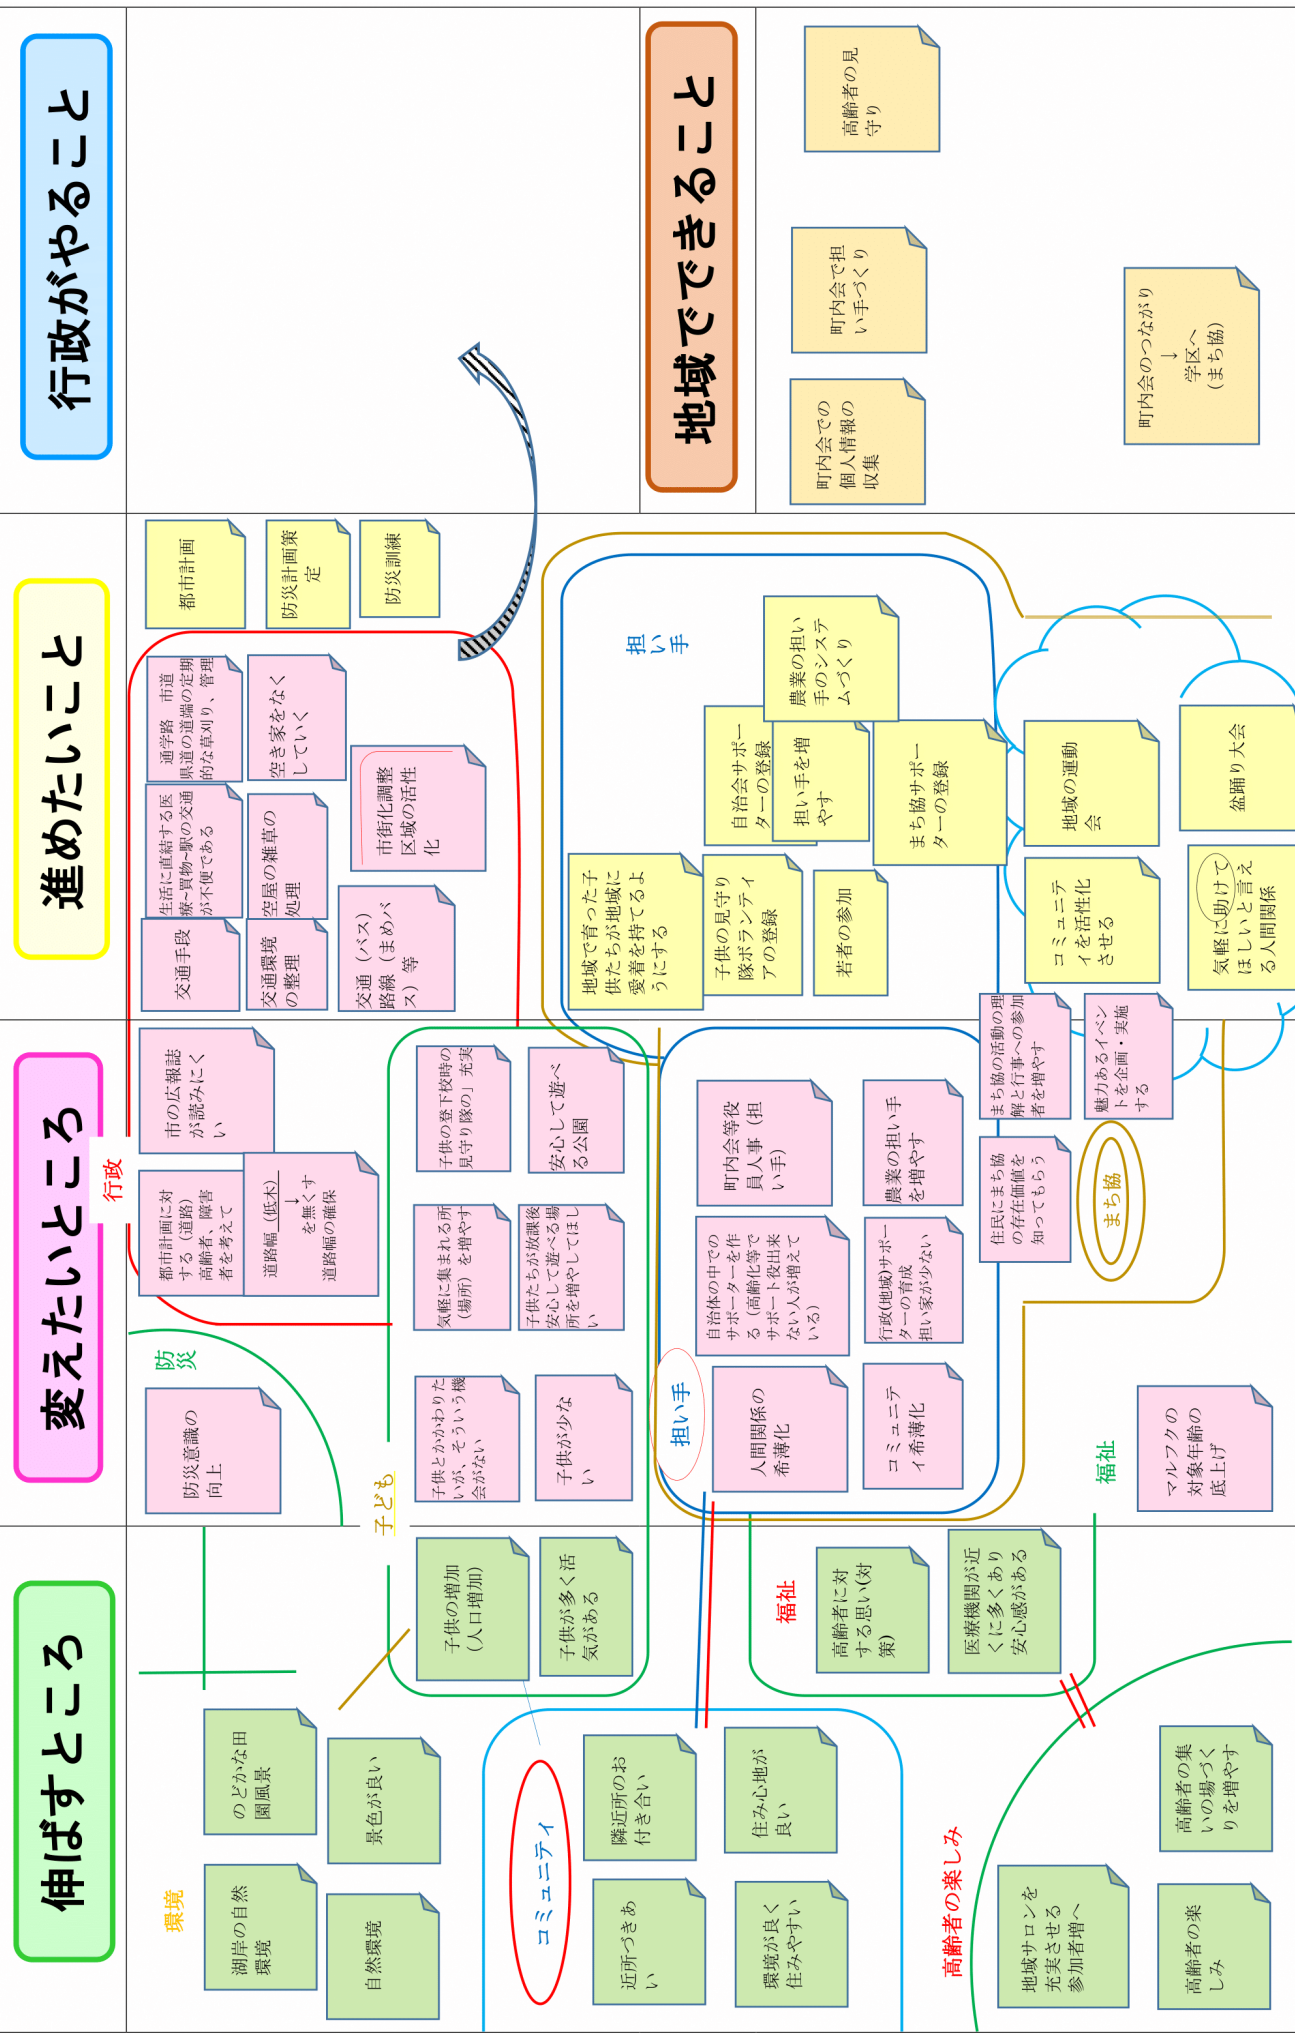 伸ばすところ
環境
湖岸の自然
環境
のどかな田
園風景
自然環境
景色が良い
コミュニティ
近所づきあ
い
隣近所のお
付き合い
環境が良く
住みやすい
住み心地が
良い
高齢者の楽しみ
地域サロンを
充実させる
参加者増へ
高齢者の楽
しみ
高齢者の集
いの場づく
りを増やす
子供の増加
(人口増加)
子供が多く活
気がある
福祉
高齢者に対
する思い(対
策)
医療機関が近
くに多くあり
安心感がある
変えたいところ
防災
防災意識の
向上
行政
都市計画に対
する（道路）
高齢者、障害
者を考えて
市の広報誌
が読みにく
い
道路幅（低木）
↓
を無くす
道路幅の確保
子ども
子供とかかわりた
いが、そういう機
会がない
気軽に集まれる所
（場所）を増やす
子供の登下校時の
見守り隊の」充実
子供が少な
い
子供たちが放課後
安心して遊べる場
所を増やしてほし
い
安心して遊べ
る公園
担い手
人間関係の
希薄化
自治体の中での
サポーターを作
る（高齢化等で
サポート役出来
ない人が増えて
いる）
町内会等役
員人事（担
い手）
コミュニテ
ィ希薄化
行政(地域)サポー
ターの育成
担い家が少ない
農業の担い手
を増やす
住民にまち協
の存在価値を
知ってもらう
まち協の活動の理
解と行事への参加
者を増やす
まち協
魅力あるイベン
トを企画・実施
する
福祉
マルフクの
対象年齢の
底上げ
進めたいこと
交通手段
生活に直結する医
療~買物~駅の交通
が不便である
通学路　市道
県道の道端の定期
的な草刈り、管理
都市計画
交通環境
の整理
空屋の雑草の
処理
空き家をなく
していく
防災計画策
定
交通（バス）
路線（まめバ
ス）等
市街化調整
区域の活性
化
防災訓練
担い
手
地域で育った子
供たちが地域に
愛着を持てるよ
うにする
子供の見守り
隊ボランティ
アの登録
自治会サポー
ターの登録
担い手を増
やす
農業の担い
手のシステ
ムづくり
若者の参加
まち協サポー
ターの登録
コミュニテ
ィを活性化
させる
地域の運動
会
気軽に助けて
ほしいと言え
る人間関係
盆踊り大会
行政がやること
地域でできること
町内会での
個人情報の
収集
町内会で担
い手づくり
高齢者の見
守り
町内会のつながり
↓
学区へ
(まち協)